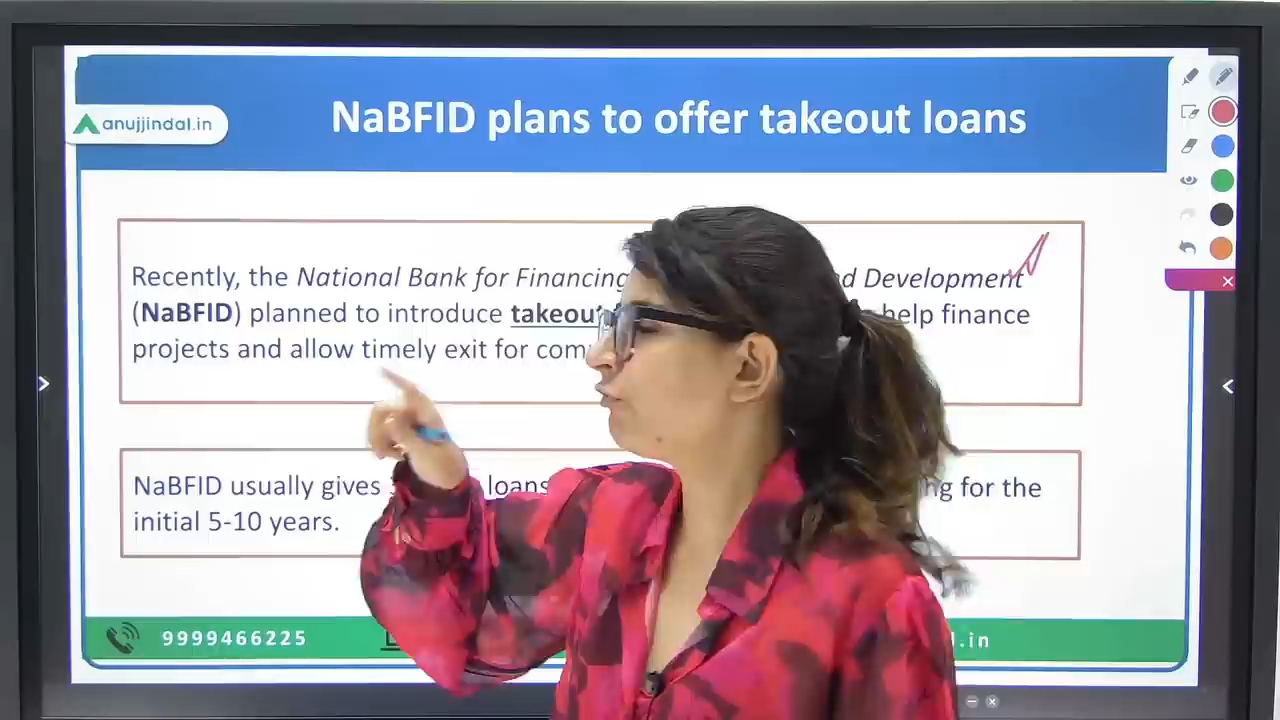 NaBFID plans to offer takeout loans
anujjindal.in
Recently, the National Bank for Financing nd Development
(NaBFID) planned to introduce takeout help finance
projects and allow timely exit for com
NaBFID usually gives loans ng for the
initial 5-10 years.
9999466225 l.in